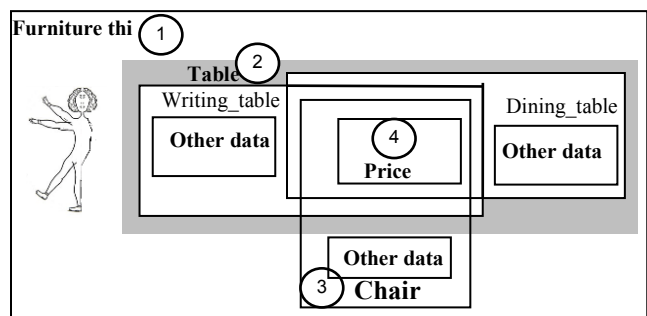 Furniture thi 1
Table 2
Writing_table
Dining_table
Other data
4
Other data
Price
Other data
3
Chair